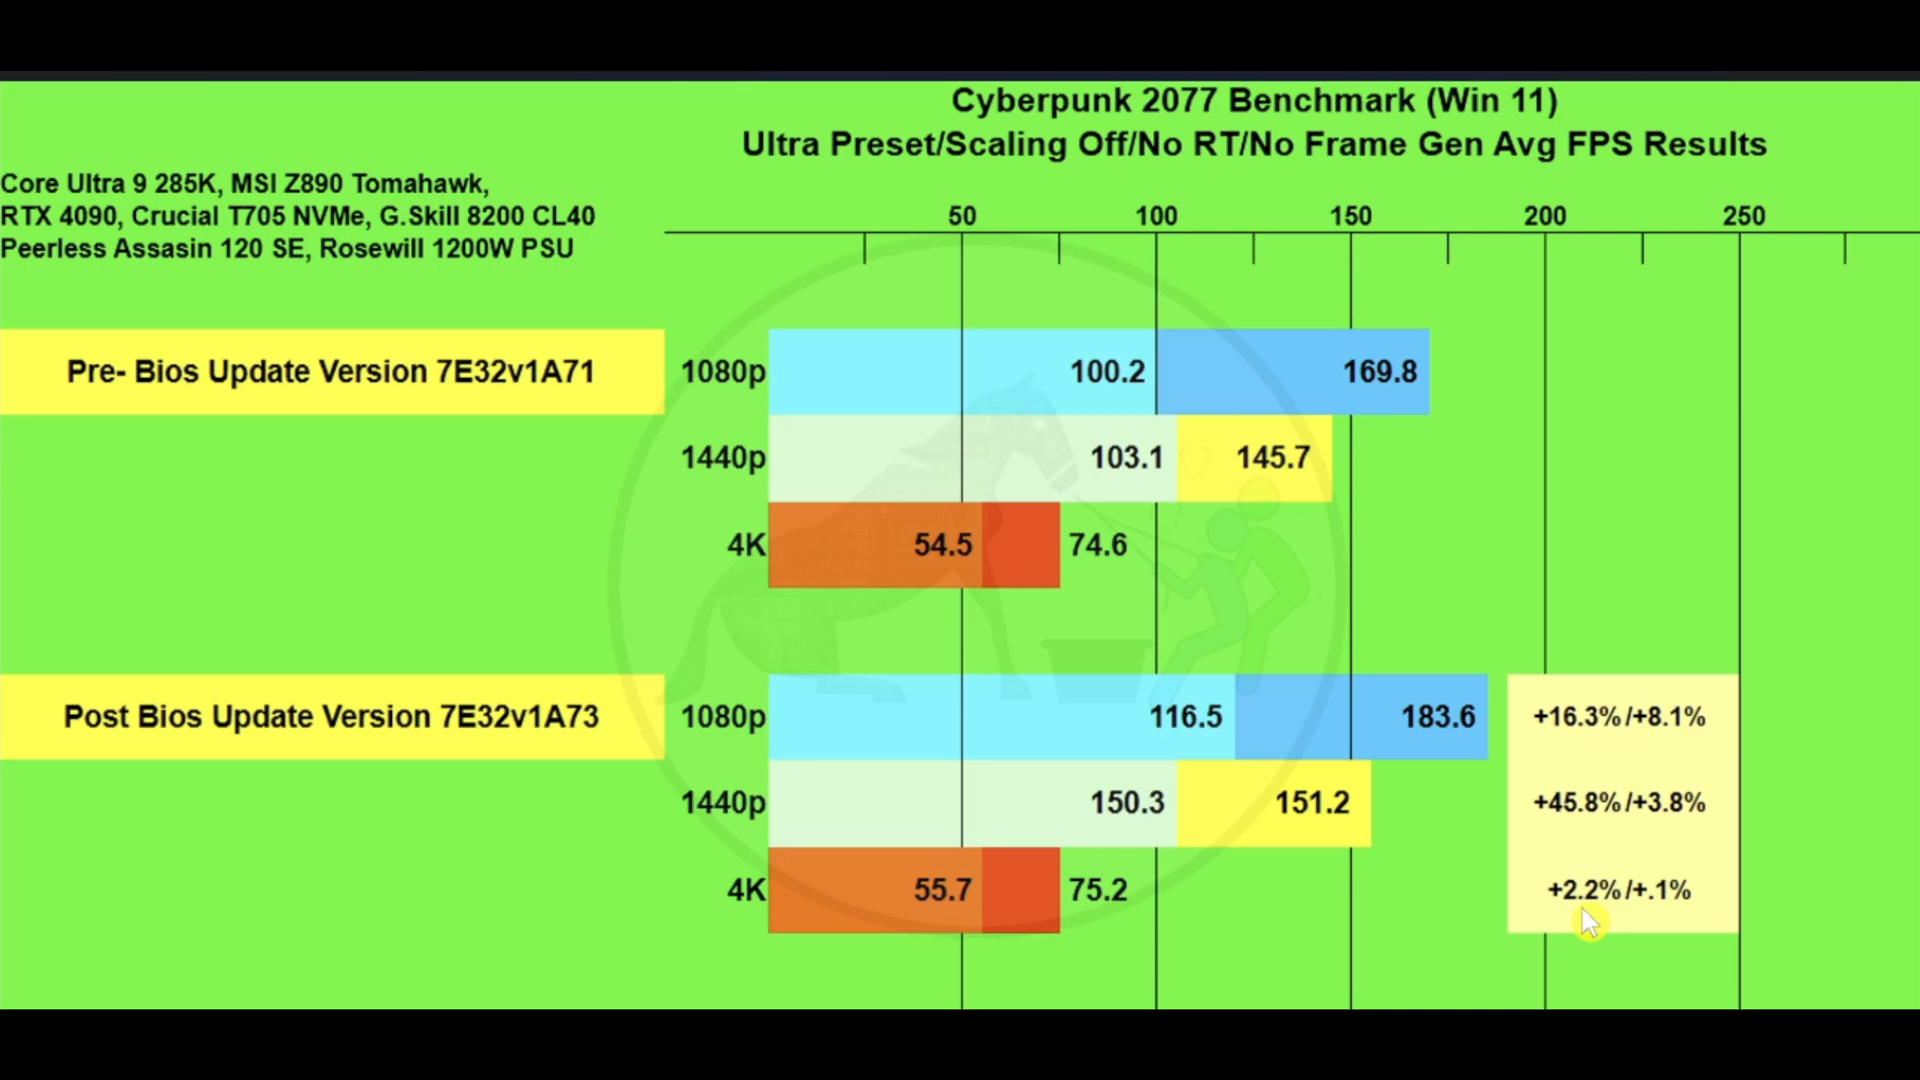 Cyberpunk 2077 Benchmark (Win 11)
Ultra Preset/Scaling Off/No RT/No Frame Gen Avg FPS Results
Core Ultra 9 285K, MSI Z890 Tomahawk,
RTX 4090, Crucial T705 NVMe, G.Skill 8200 CL40
Peerless Assasin 120 SE, Rosewill 1200W PSU
50 100 150 200 250
Pre- Bios Update Version 7E32v1A71 1080p 100.2 169.8
1440p 103.1 145.7
4K 54.5 74.6
Post Bios Update Version 7E32v1A73 1080p 116.5 183.6 +16.3% /+8.1%
1440p 150.3 151.2 +45.8% /+3.8%
4K 55.7 75.2 +2.2% /+.1%